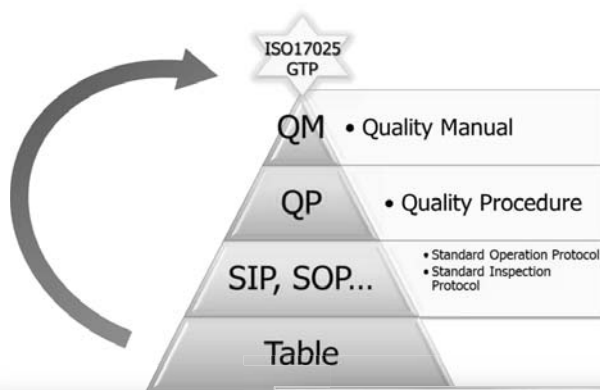 ISO17025
GTP
QM
• Quality Manual
QP
• Quality Procedure
SIP, SOP...
• Standard Operation Protocol
• Standard Inspection
Protocol
Table